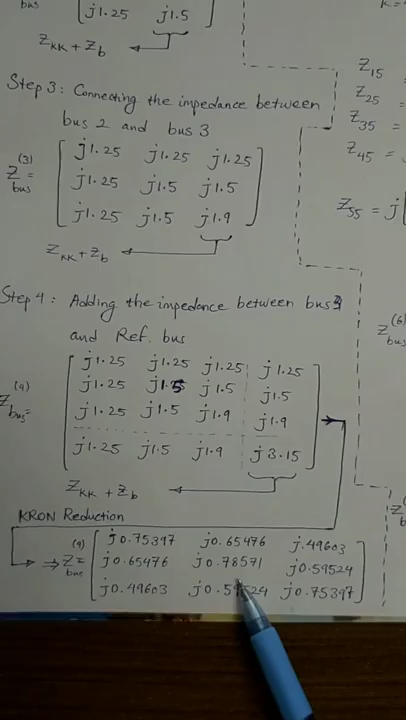 bus
j1.25 j1.5
Zkk + Zb
Step 3: Connecting the impedance between
bus 2 and bus 3
Z(3)bus = [ j1.25 j1.25 j1.25
j1.25 j1.5 j1.5
j1.25 j1.5 j1.9 ]
Zkk + Zb
Step 4: Adding the impedance between bus 3
and Ref. bus
Z(4)bus = [ j1.25 j1.25 j1.25 j1.25
j1.25 j1.5 j1.5 j1.5
j1.25 j1.5 j1.9 j1.9
j1.25 j1.5 j1.9 j3.15 ]
Zkk + Zb
KRON Reduction
⇒ Z(4)bus = [ j0.75397 j0.65476 j.49603
j0.65476 j0.78571 j0.59524
j0.49603 j0.59524 j0.75397 ]
Z15
Z25
Z35
Z45 =
Z55 = j
Z(6)bus